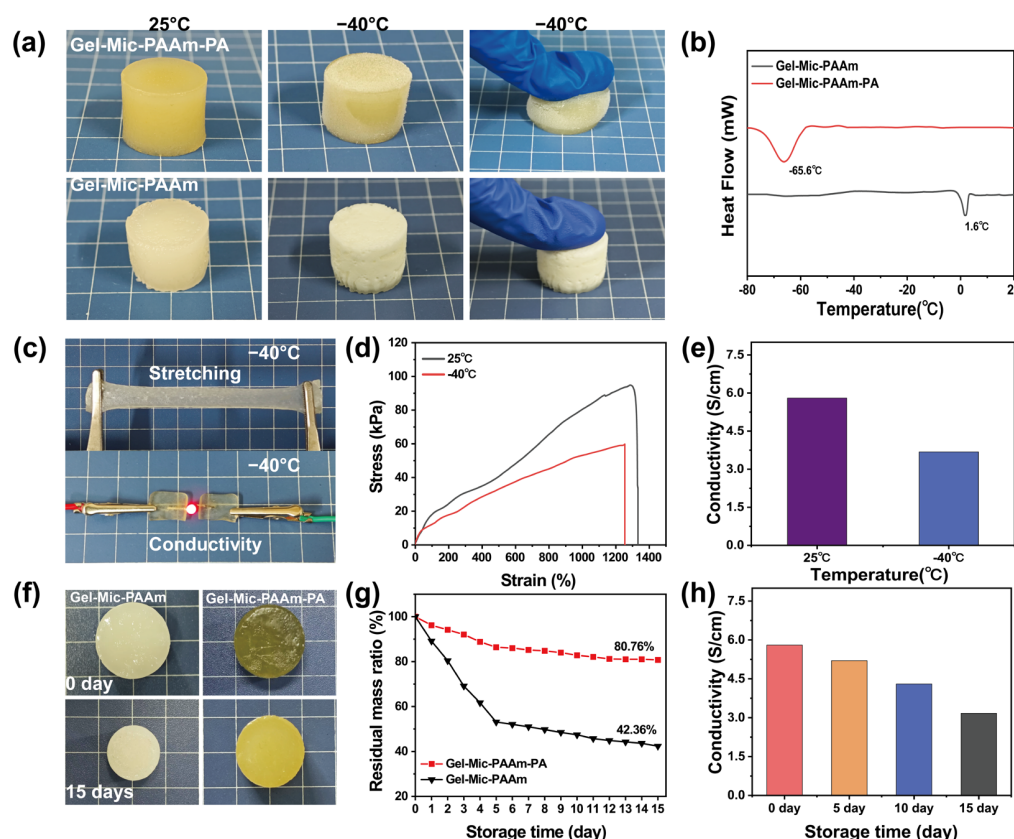 (a)
25°C
−40°C
−40°C
Gel-Mic-PAAm-PA
Gel-Mic-PAAm
(b)
Heat Flow (mW)
Gel-Mic-PAAm
Gel-Mic-PAAm-PA
-65.6℃
1.6℃
-80 -60 -40 -20 0 20
Temperature(℃)
(c)
−40°C
Stretching
−40°C
Conductivity
(d)
Stress (kPa)
120
100
80
60
40
20
0
25℃
-40℃
0 200 400 600 800 1000 1200 1400
Strain (%)
(e)
Conductivity (S/cm)
7.5
6.0
4.5
3.0
1.5
0.0
25℃ -40℃
Temperature(℃)
(f)
Gel-Mic-PAAm
Gel-Mic-PAAm-PA
0 day
15 days
(g)
Residual mass ratio (%)
100
80
60
40
20
80.76%
42.36%
Gel-Mic-PAAm-PA
Gel-Mic-PAAm
0 1 2 3 4 5 6 7 8 9 10 11 12 13 14 15
Storage time (day)
(h)
Conductivity (S/cm)
7.5
6.0
4.5
3.0
1.5
0.0
0 day 5 day 10 day 15 day
Storage time (day)